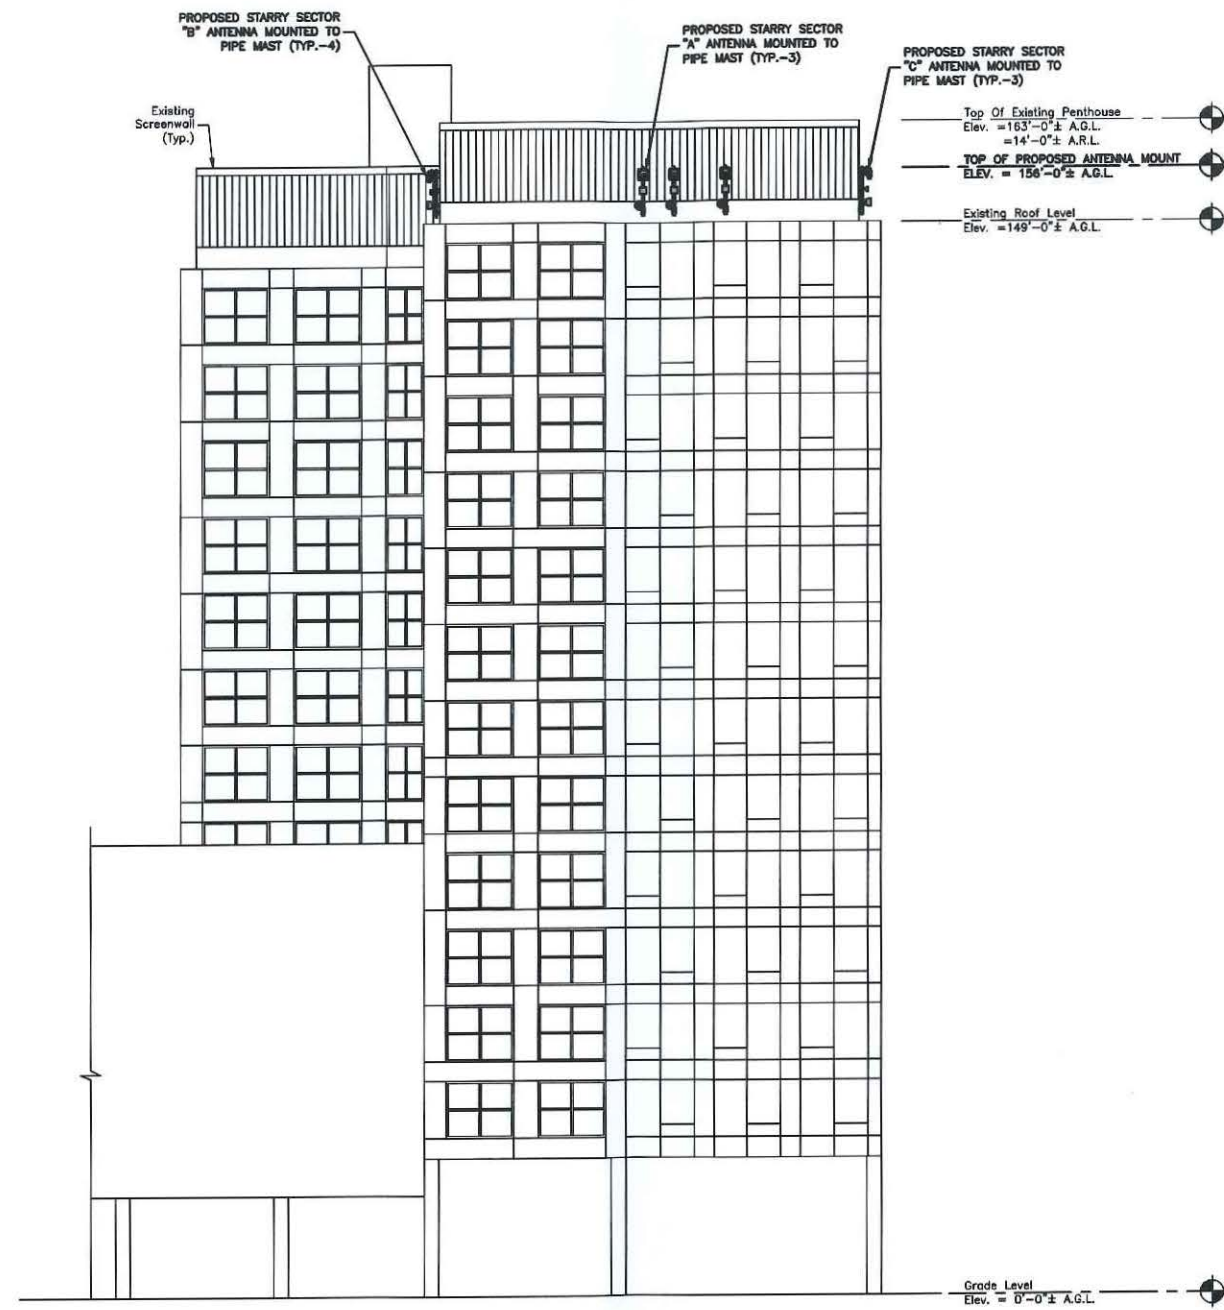 PROPOSED STARRY SECTOR
"B" ANTENNA MOUNTED TO
PIPE MAST (TYP.-4)
PROPOSED STARRY SECTOR
"A" ANTENNA MOUNTED TO
PIPE MAST (TYP.-3)
PROPOSED STARRY SECTOR
"C" ANTENNA MOUNTED TO
PIPE MAST (TYP.-3)
Existing
Screenwall
(Typ.)
Top Of Existing Penthouse
Elev. =163'-0"± A.G.L.
=14'-0"± A.R.L.
TOP OF PROPOSED ANTENNA MOUNT
ELEV. = 156'-0"± A.G.L.
Existing Roof Level
Elev. =149'-0"± A.G.L.
Grade Level
Elev. = 0'-0"± A.G.L.